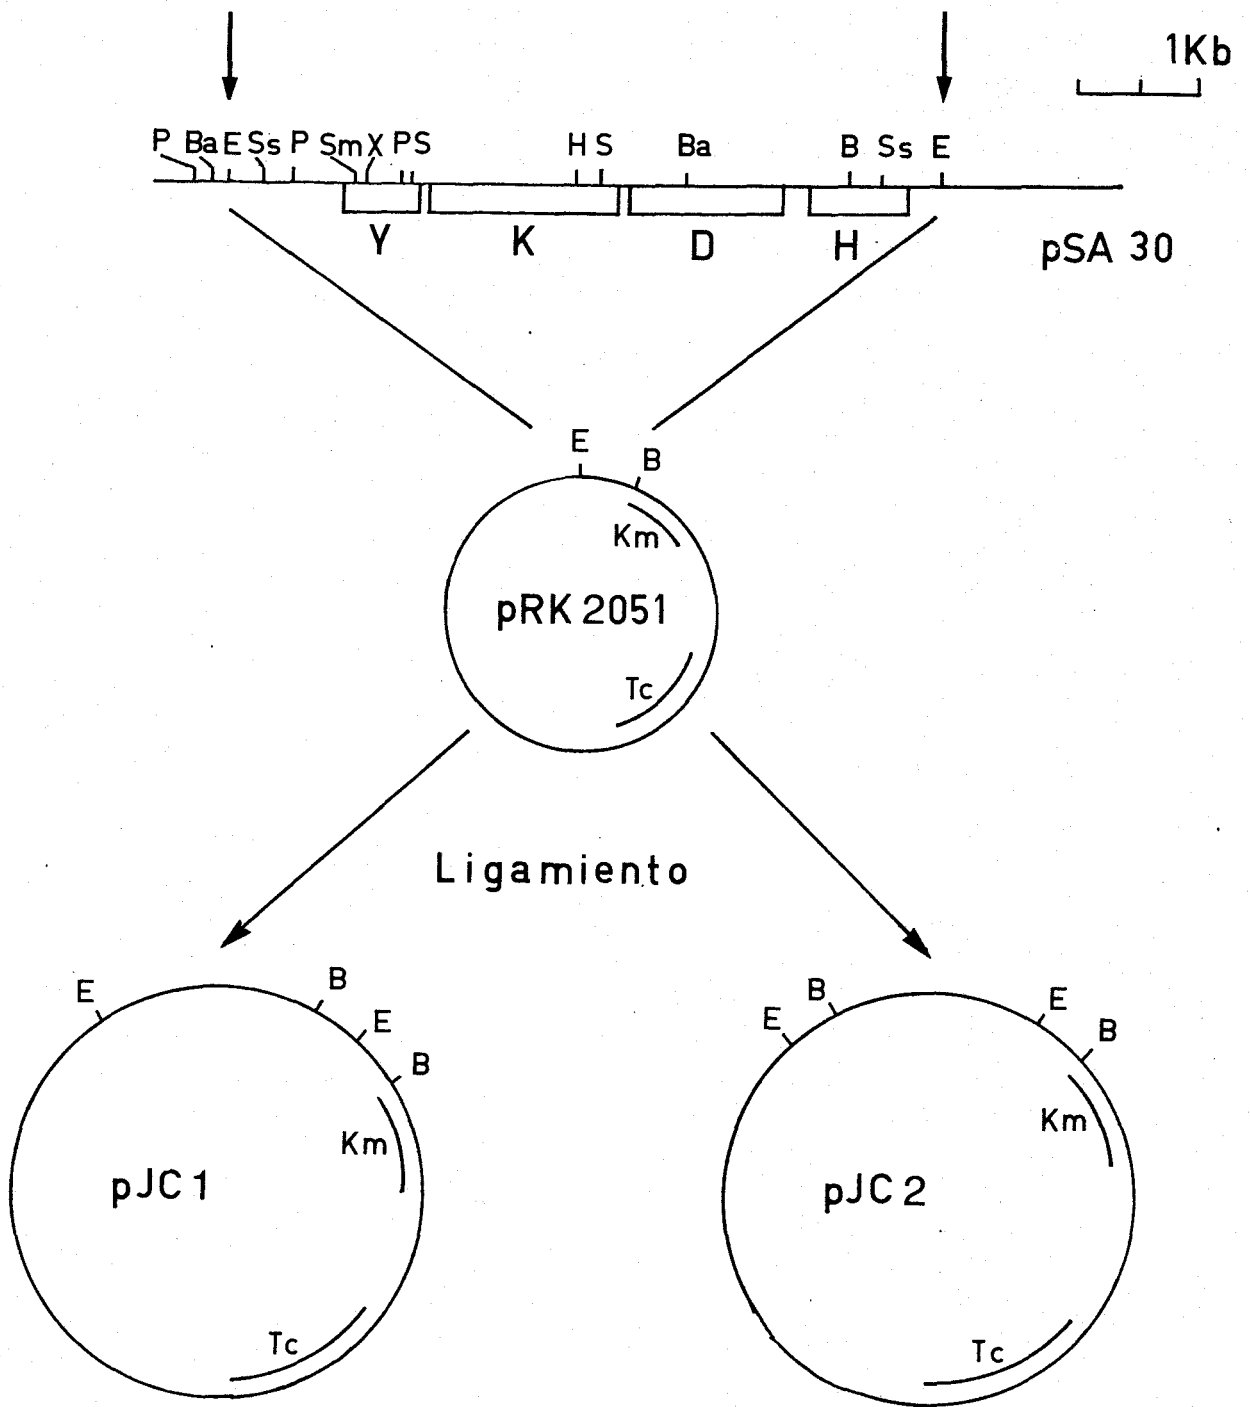 1Kb
P Ba E Ss P Sm X P S H S Ba B Ss E
Y K D H
pSA 30
E
B
Km
pRK 2051
Tc
Ligamiento
E B E B
Km
pJC 1
Tc
E B E B
Km
pJC 2
Tc